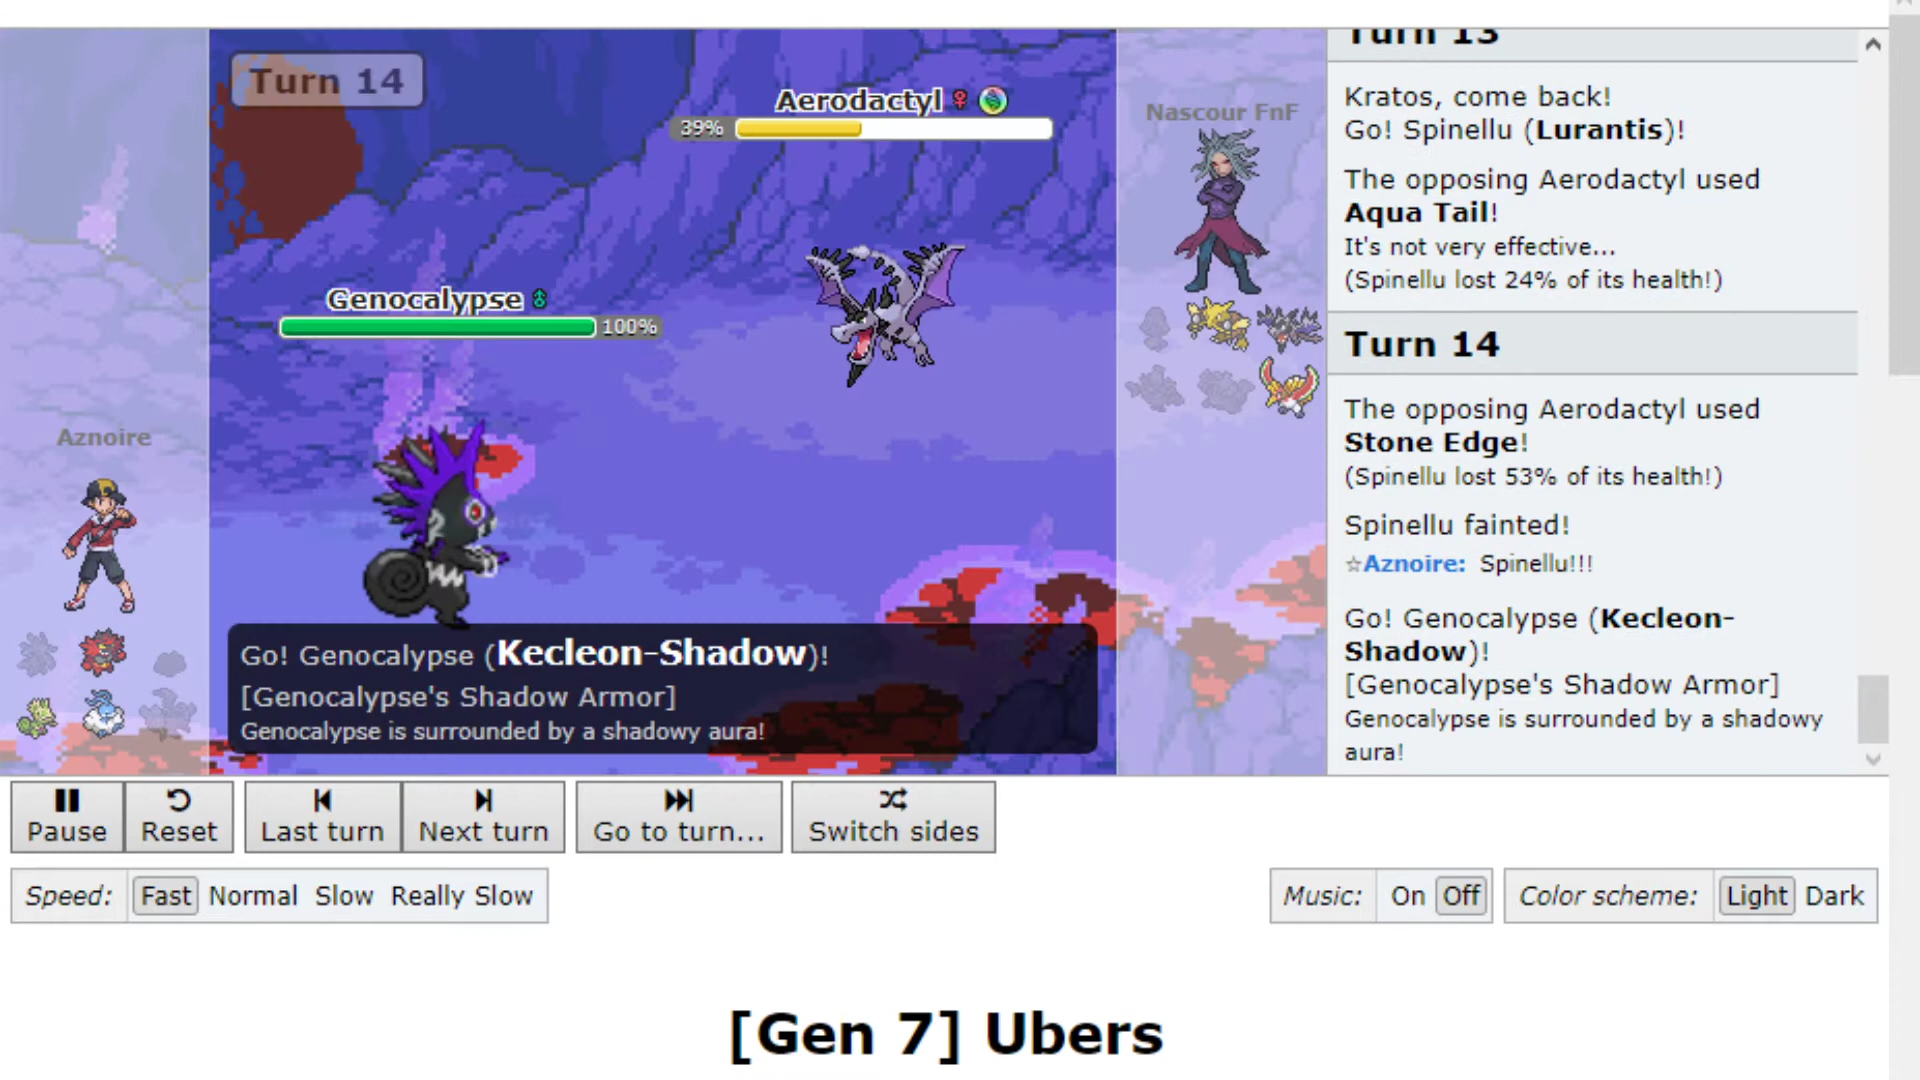 Turn 14
Aerodactyl
39%
Nascour FnF
Genocalypse
100%
Aznoire
Go! Genocalypse (Kecleon-Shadow)!
[Genocalypse's Shadow Armor]
Genocalypse is surrounded by a shadowy aura!
Turn 13
Kratos, come back!
Go! Spinellu (Lurantis)!
The opposing Aerodactyl used
Aqua Tail!
It's not very effective...
(Spinellu lost 24% of its health!)
Turn 14
The opposing Aerodactyl used
Stone Edge!
(Spinellu lost 53% of its health!)
Spinellu fainted!
☆Aznoire: Spinellu!!!
Go! Genocalypse (Kecleon-
Shadow)!
[Genocalypse's Shadow Armor]
Genocalypse is surrounded by a shadowy
aura!
Pause Reset Last turn Next turn Go to turn... Switch sides
Speed: Fast Normal Slow Really Slow Music: On Off Color scheme: Light Dark
[Gen 7] Ubers